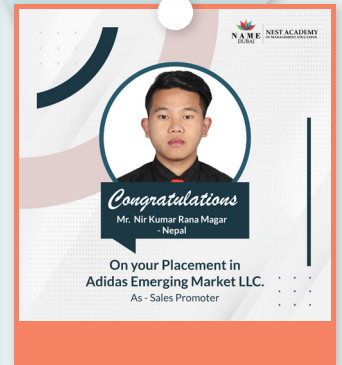 NAME
DUBAI
NEST ACADEMY
OF MANAGEMENT EDUCATION
Congratulations
Mr. Nir Kumar Rana Magar
- Nepal
On your Placement in
Adidas Emerging Market LLC.
As - Sales Promoter